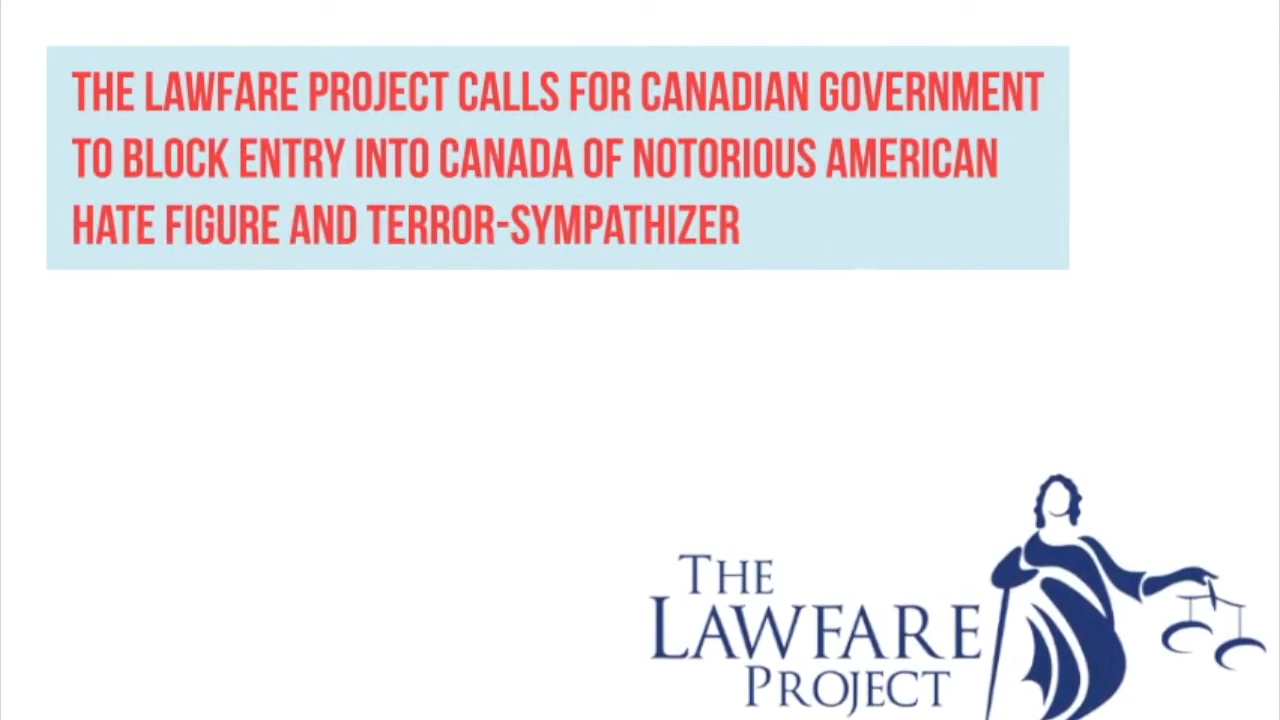 THE LAWFARE PROJECT CALLS FOR CANADIAN GOVERNMENT
TO BLOCK ENTRY INTO CANADA OF NOTORIOUS AMERICAN
HATE FIGURE AND TERROR-SYMPATHIZER
THE
LAWFARE
PROJECT